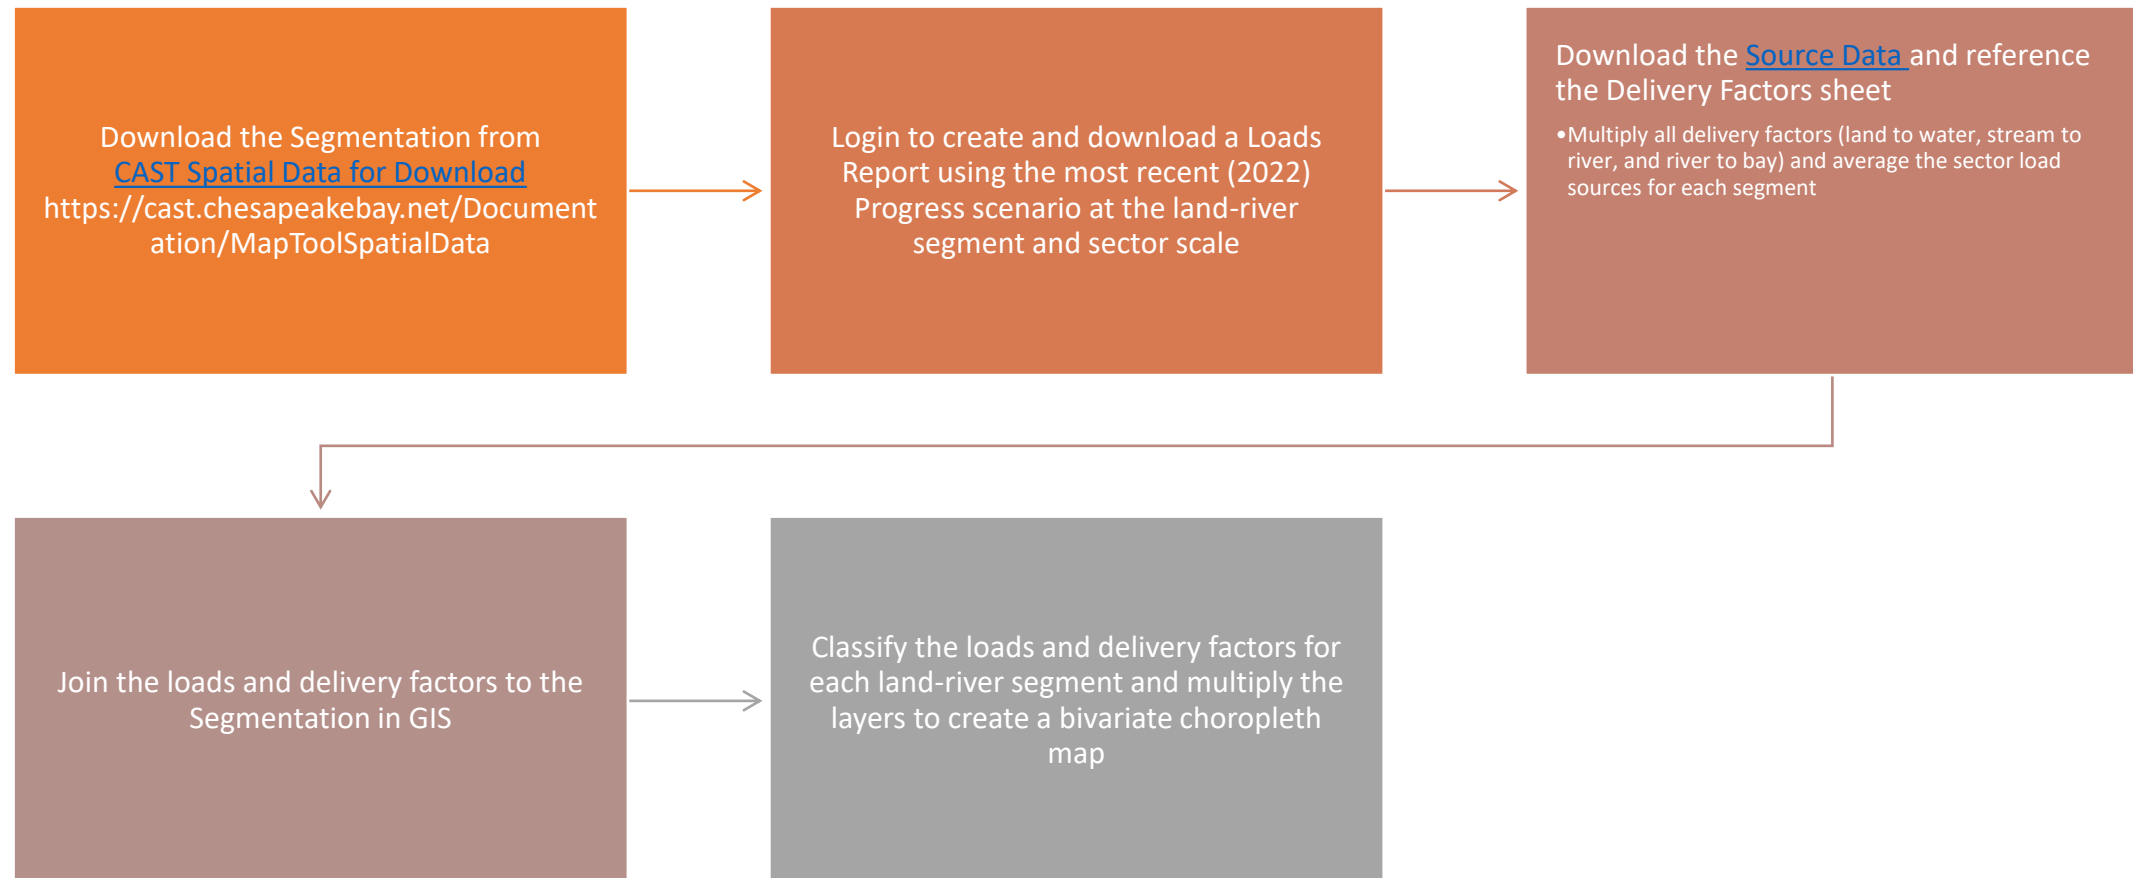 Download the Segmentation from
CAST Spatial Data for Download
https://cast.chesapeakebay.net/Document
ation/MapToolSpatialData
Login to create and download a Loads
Report using the most recent (2022)
Progress scenario at the land-river
segment and sector scale
Download the Source Data and reference
the Delivery Factors sheet
•Multiply all delivery factors (land to water, stream to
river, and river to bay) and average the sector load
sources for each segment
Join the loads and delivery factors to the
Segmentation in GIS
Classify the loads and delivery factors for
each land-river segment and multiply the
layers to create a bivariate choropleth
map